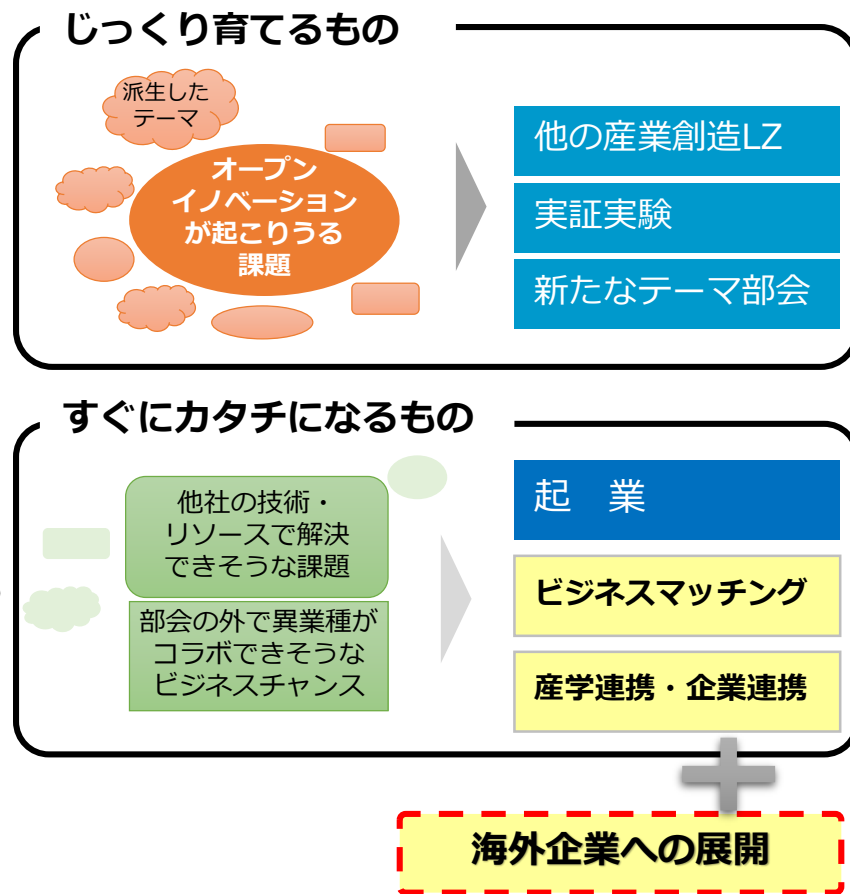 じっくり育てるもの
派生した
テーマ
オープン
イノベーション
が起こりうる
課題
他の産業創造LZ
実証実験
新たなテーマ部会
すぐにカタチになるもの
他社の技術・
リソースで解決
できそうな課題
部会の外で異業種が
コラボできそうな
ビジネスチャンス
起　業
ビジネスマッチング
産学連携・企業連携
海外企業への展開